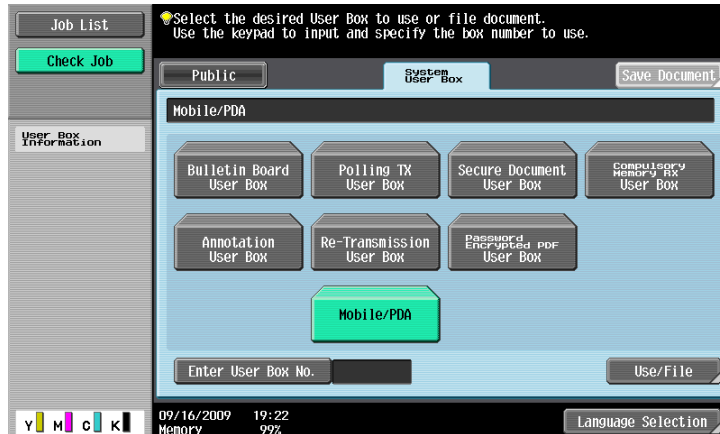 Job List
Check Job
User Box
Information
Select the desired User Box to use or file document.
Use the keypad to input and specify the box number to use.
Public
System
User Box
Save Document
Mobile/PDA
Bulletin Board
User Box
Polling TX
User Box
Secure Document
User Box
Compulsory
Memory RX
User Box
Annotation
User Box
Re-Transmission
User Box
Password
Encrypted PDF
User Box
Mobile/PDA
Enter User Box No.
Use/File
Y M C K
09/16/2009 19:22
Memory 99%
Language Selection